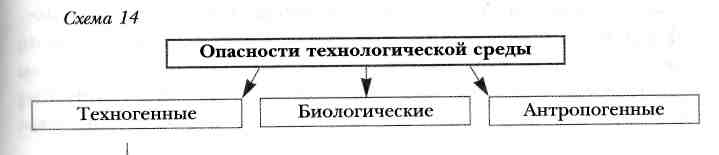 Схема 14
Опасности технологической среды
Техногенные
Биологические
Антропогенные